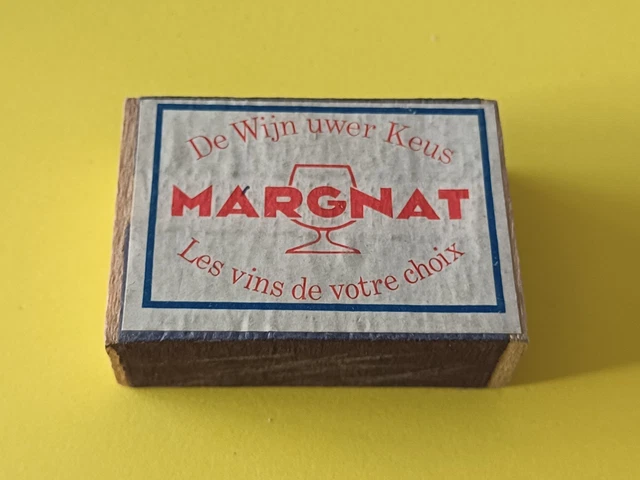 De Wijn uwer Keus
MARGNAT
Les vins de votre choix